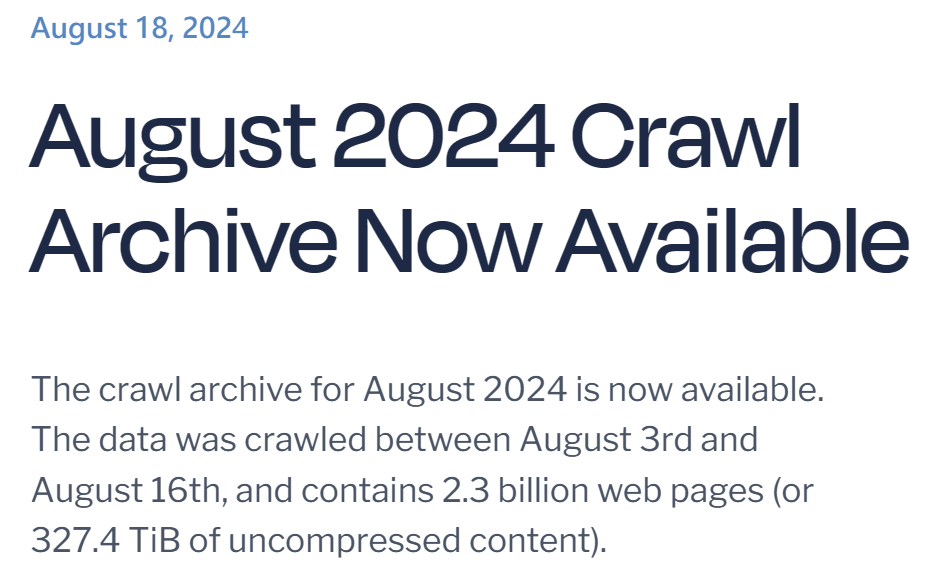 August 18, 2024
August 2024 Crawl
Archive Now Available
The crawl archive for August 2024 is now available.
The data was crawled between August 3rd and
August 16th, and contains 2.3 billion web pages (or
327.4 TiB of uncompressed content).